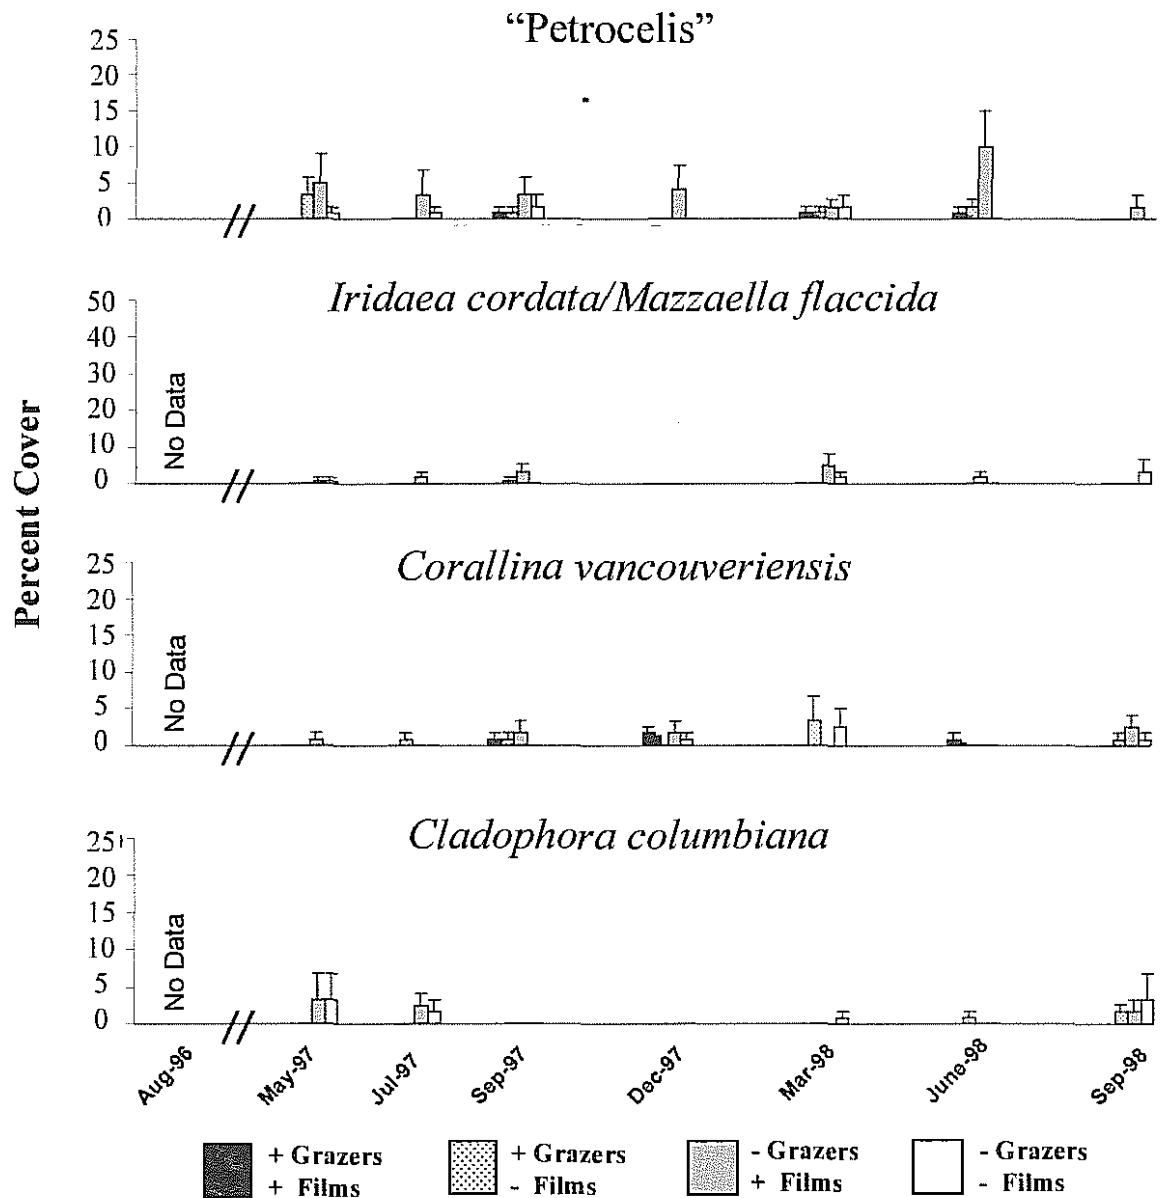 “Petrocelis”
25
20
15
10
5
0
Iridaea cordata/Mazzaella flaccida
50
40
30
20
10
0
No Data
Percent Cover
Corallina vancouveriensis
25
20
15
10
5
0
No Data
Cladophora columbiana
25
20
15
10
5
0
No Data
Aug-96
May-97
Jul-97
Sep-97
Dec-97
Mar-98
June-98
Sep-98
+ Grazers
+ Films
+ Grazers
- Films
- Grazers
+ Films
- Grazers
- Films